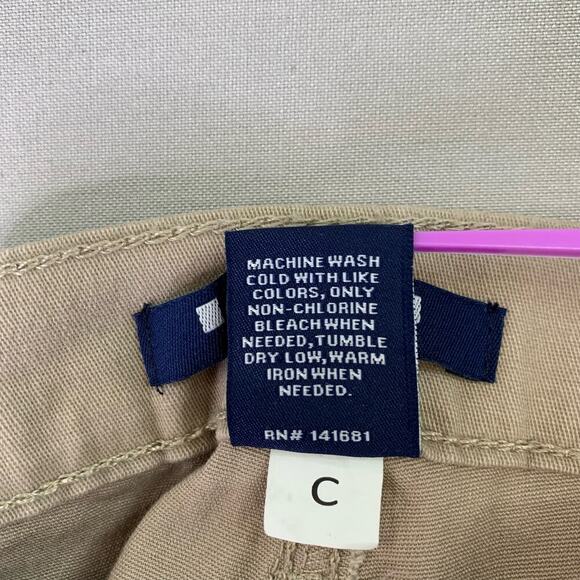 MACHINE WASH
COLD WITH LIKE
COLORS, ONLY
NON-CHLORINE
BLEACH WHEN
NEEDED, TUMBLE
DRY LOW, WARM
IRON WHEN
NEEDED.
RN# 141681
C